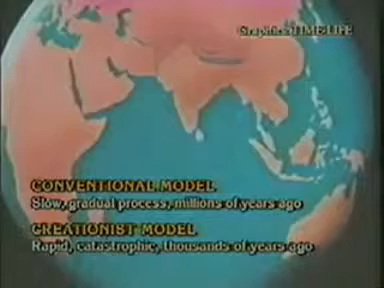 Graphics: TIME-LIFE
CONVENTIONAL MODEL
Slow, gradual process, millions of years ago
CREATIONIST MODEL
Rapid, catastrophic, thousands of years ago